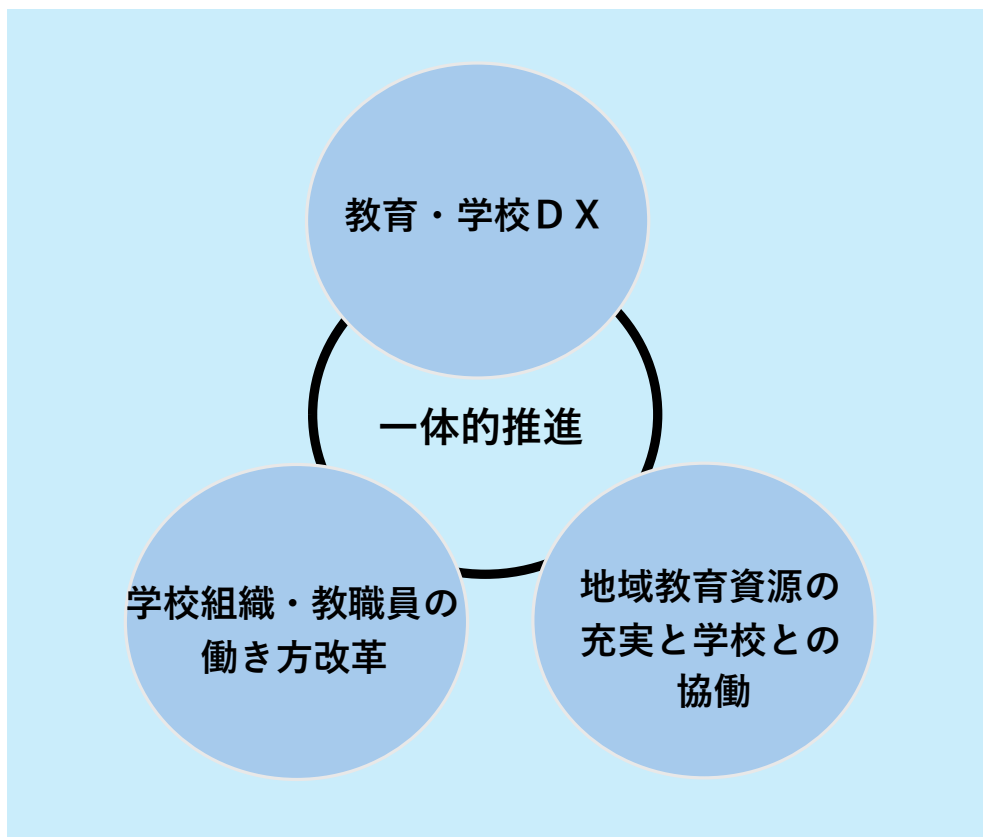 教育・学校ＤＸ
一体的推進
学校組織・教職員の
働き方改革
地域教育資源の
充実と学校との
協働